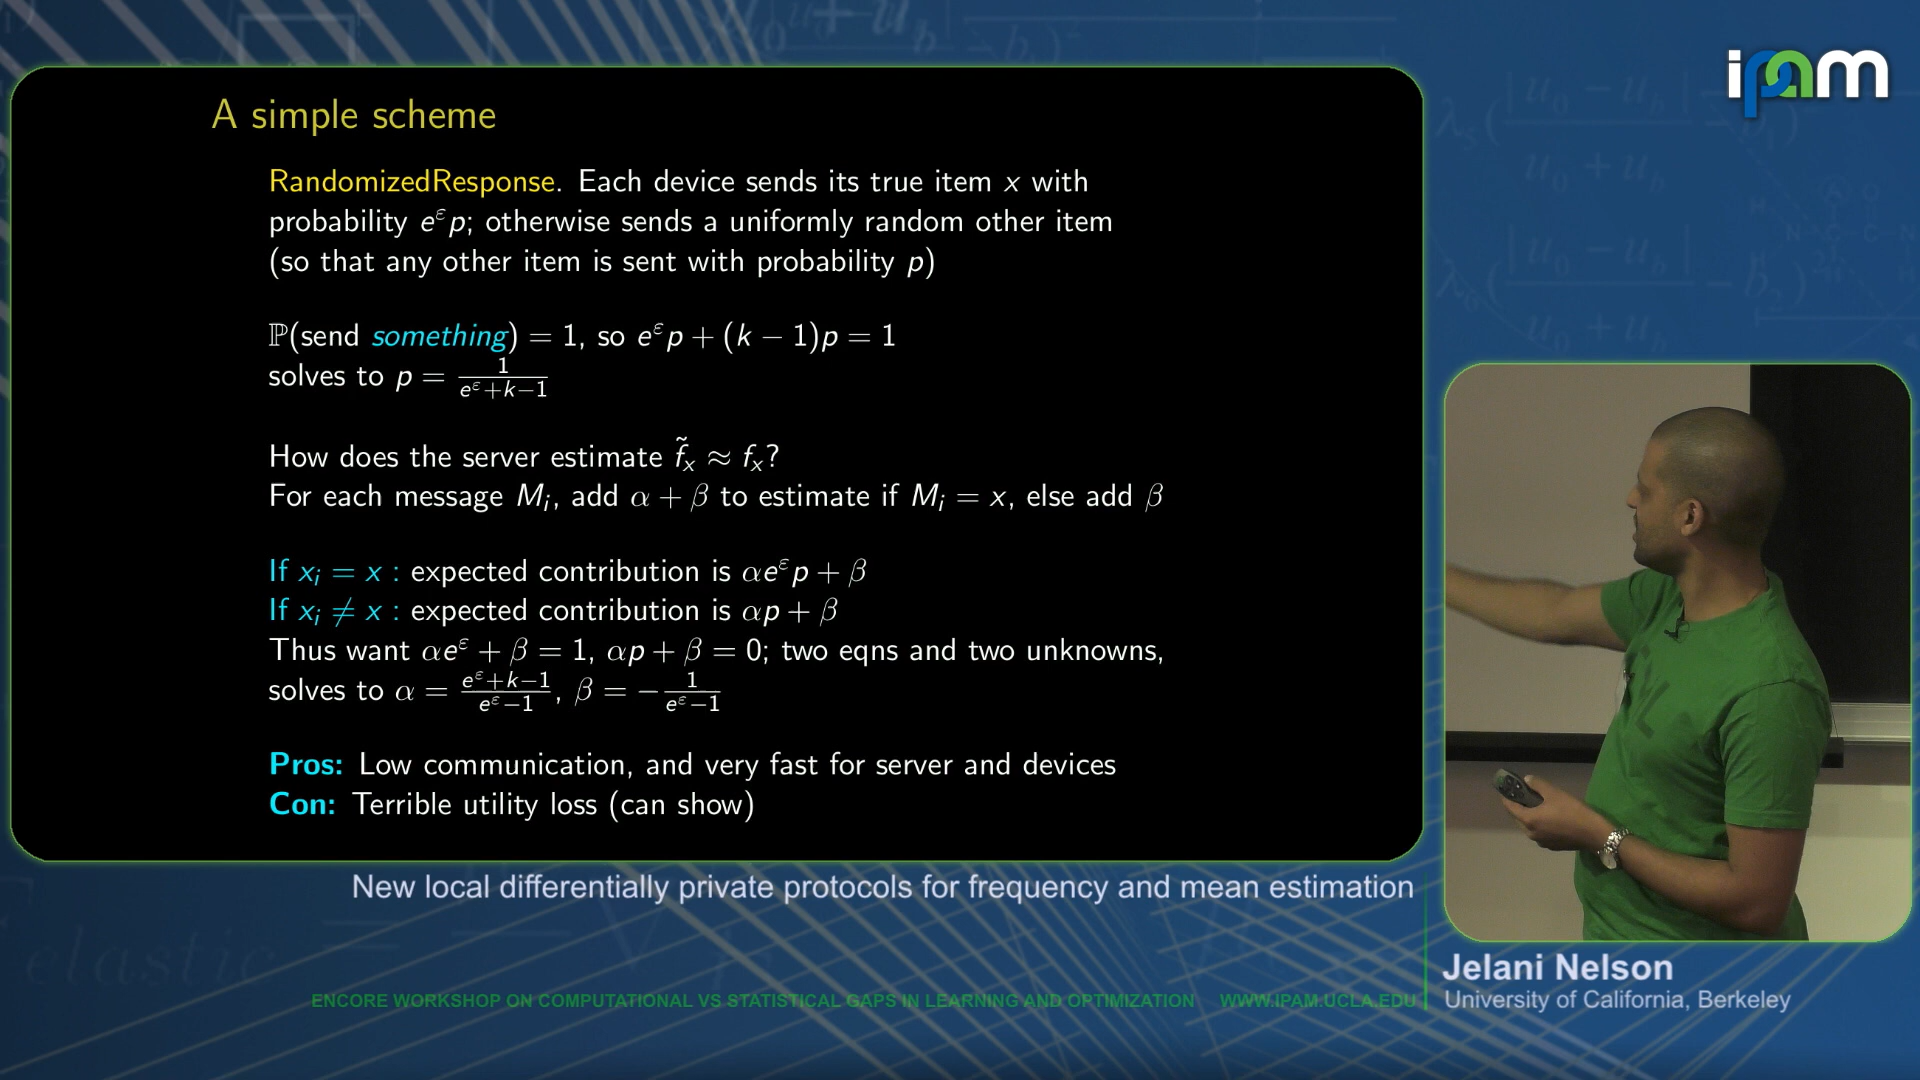 ipam
A simple scheme
RandomizedResponse. Each device sends its true item x with
probability e^ε p; otherwise sends a uniformly random other item
(so that any other item is sent with probability p)
ℙ(send something) = 1, so e^ε p + (k − 1)p = 1
solves to p = 1/(e^ε+k−1)
How does the server estimate f̃_x ≈ f_x?
For each message M_i, add α + β to estimate if M_i = x, else add β
If x_i = x : expected contribution is αe^ε p + β
If x_i ≠ x : expected contribution is αp + β
Thus want αe^ε + β = 1, αp + β = 0; two eqns and two unknowns,
solves to α = (e^ε+k−1)/(e^ε−1), β = −1/(e^ε−1)
Pros: Low communication, and very fast for server and devices
Con: Terrible utility loss (can show)
New local differentially private protocols for frequency and mean estimation
Jelani Nelson
University of California, Berkeley
ENCORE WORKSHOP ON COMPUTATIONAL VS STATISTICAL GAPS IN LEARNING AND OPTIMIZATION WWW.IPAM.UCLA.EDU
elastic